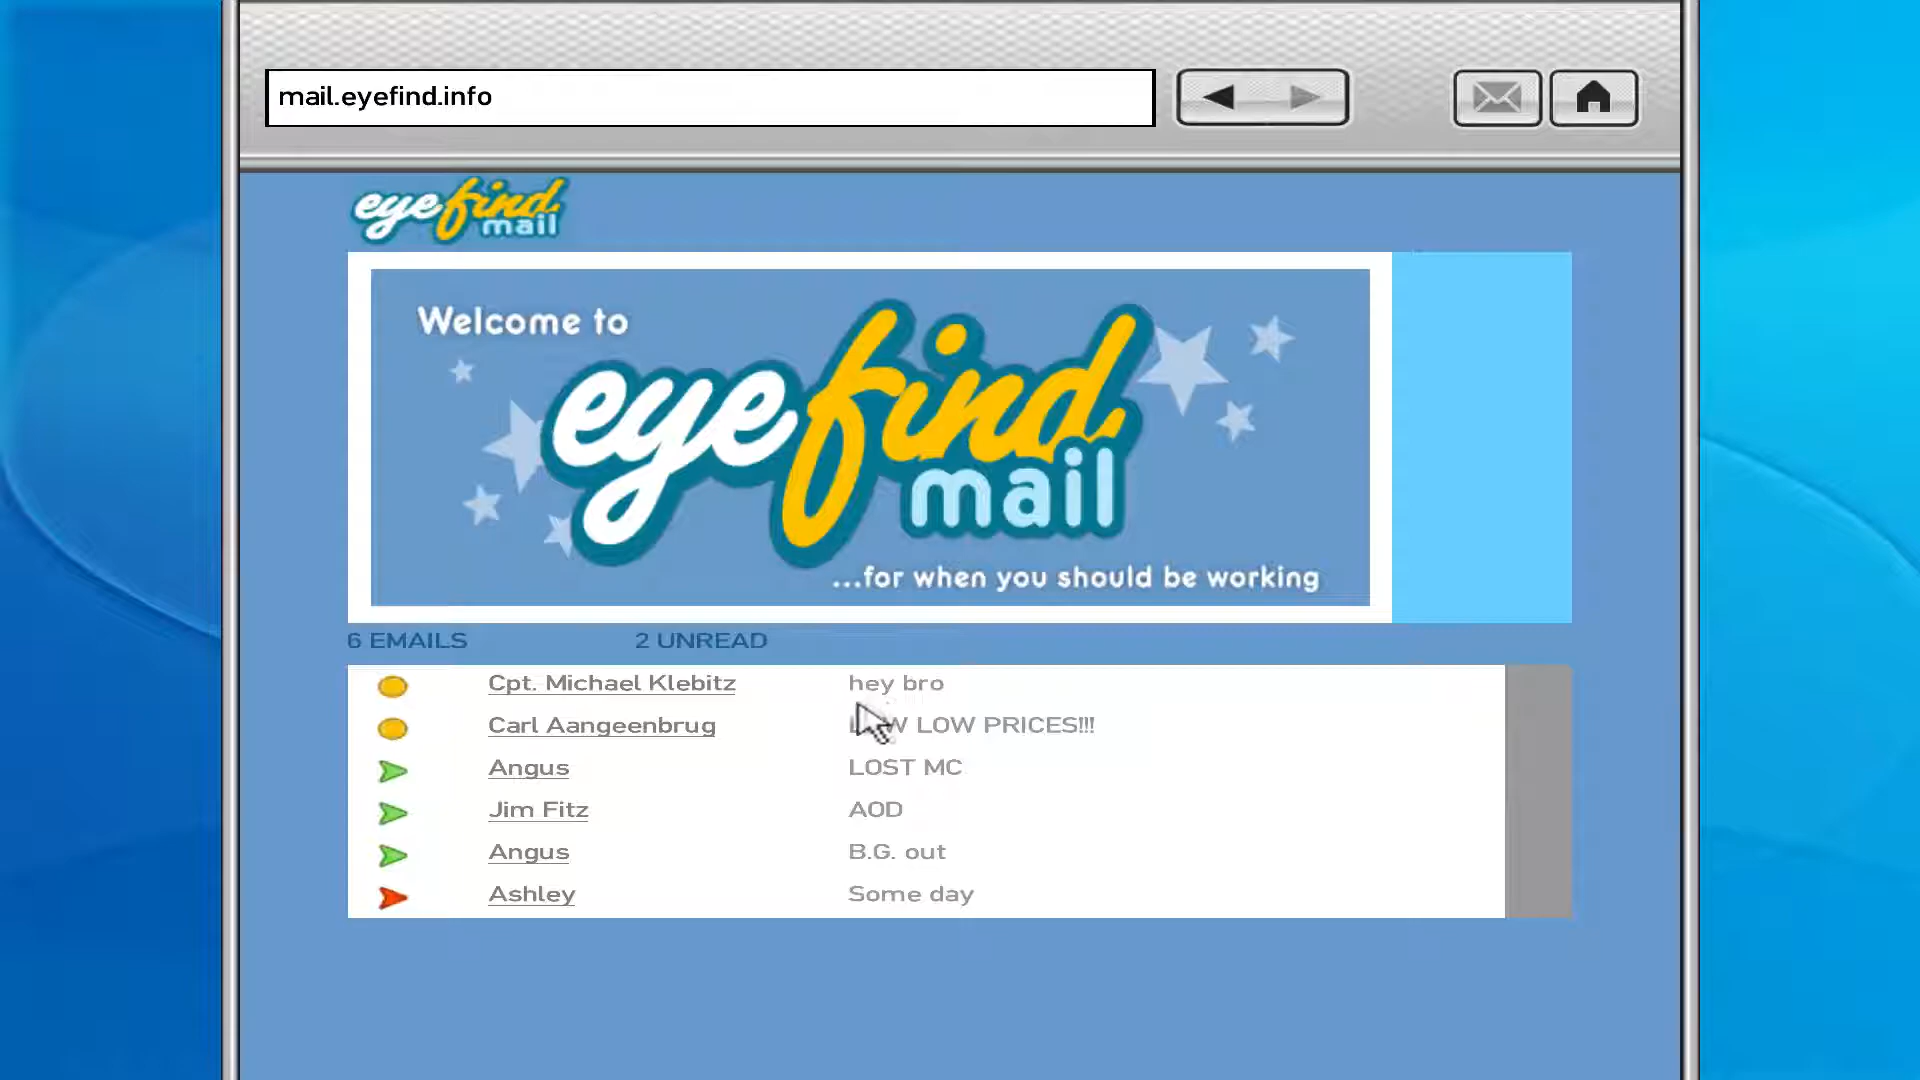 mail.eyefind.info
eyefind.
mail
Welcome to
eyefind.
mail
...for when you should be working
6 EMAILS 2 UNREAD
Cpt. Michael Klebitz hey bro
Carl Aangeenbrug LOW PRICES!!!
Angus LOST MC
Jim Fitz AOD
Angus B.G. out
Ashley Some day